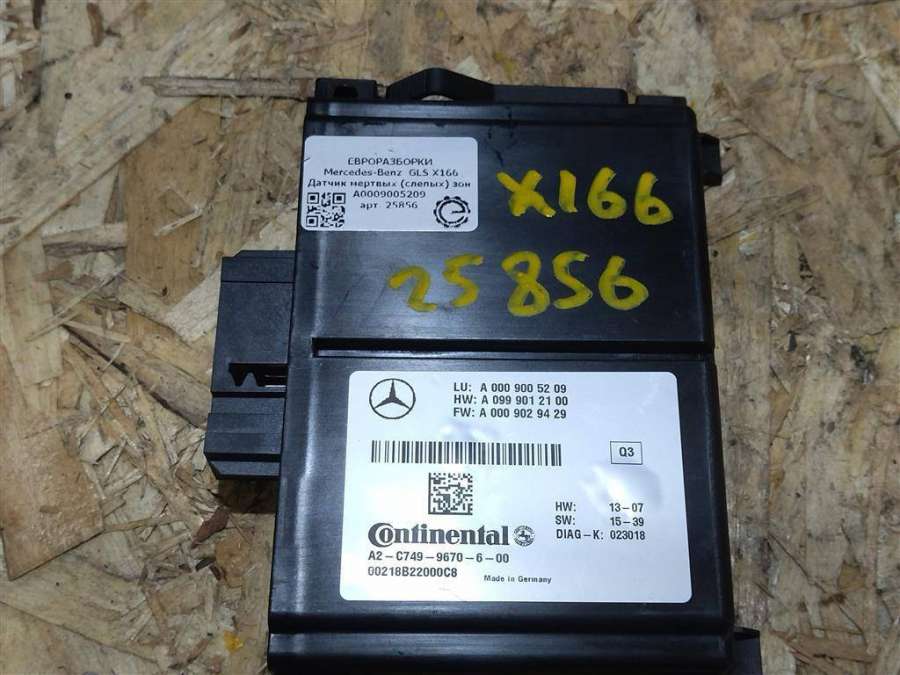 ЕВРОРАЗБОРКИ
Mercedes-Benz GLS X166
Датчик мертвых (слепых) зон
A0009005209
арт. 25856
X166
25856
LU: A 000 900 52 09
HW: A 099 901 21 00
FW: A 000 902 94 29
Q3
HW: 13-07
SW: 15-39
DIAG-K: 023018
Continental
A2-C749-9670-6-00
00218B22000C8
Made in Germany